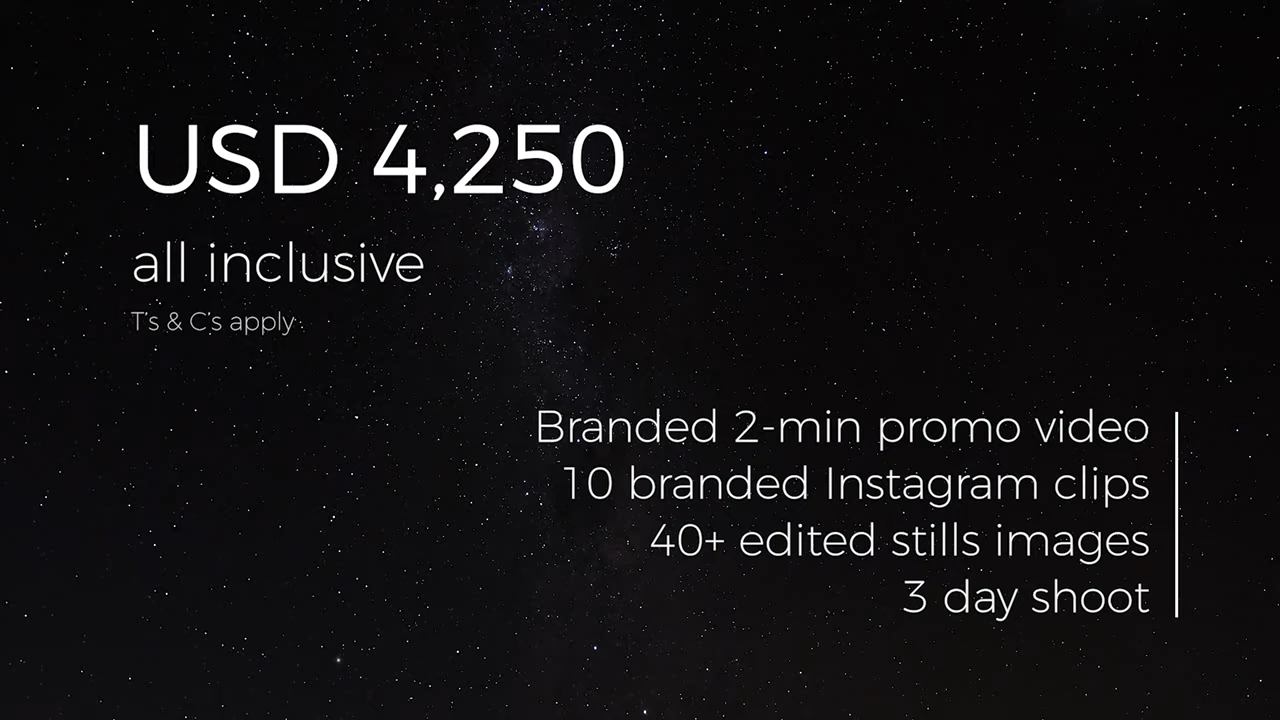 USD 4,250
all inclusive
T's & C's apply
Branded 2-min promo video
10 branded Instagram clips
40+ edited stills images
3 day shoot